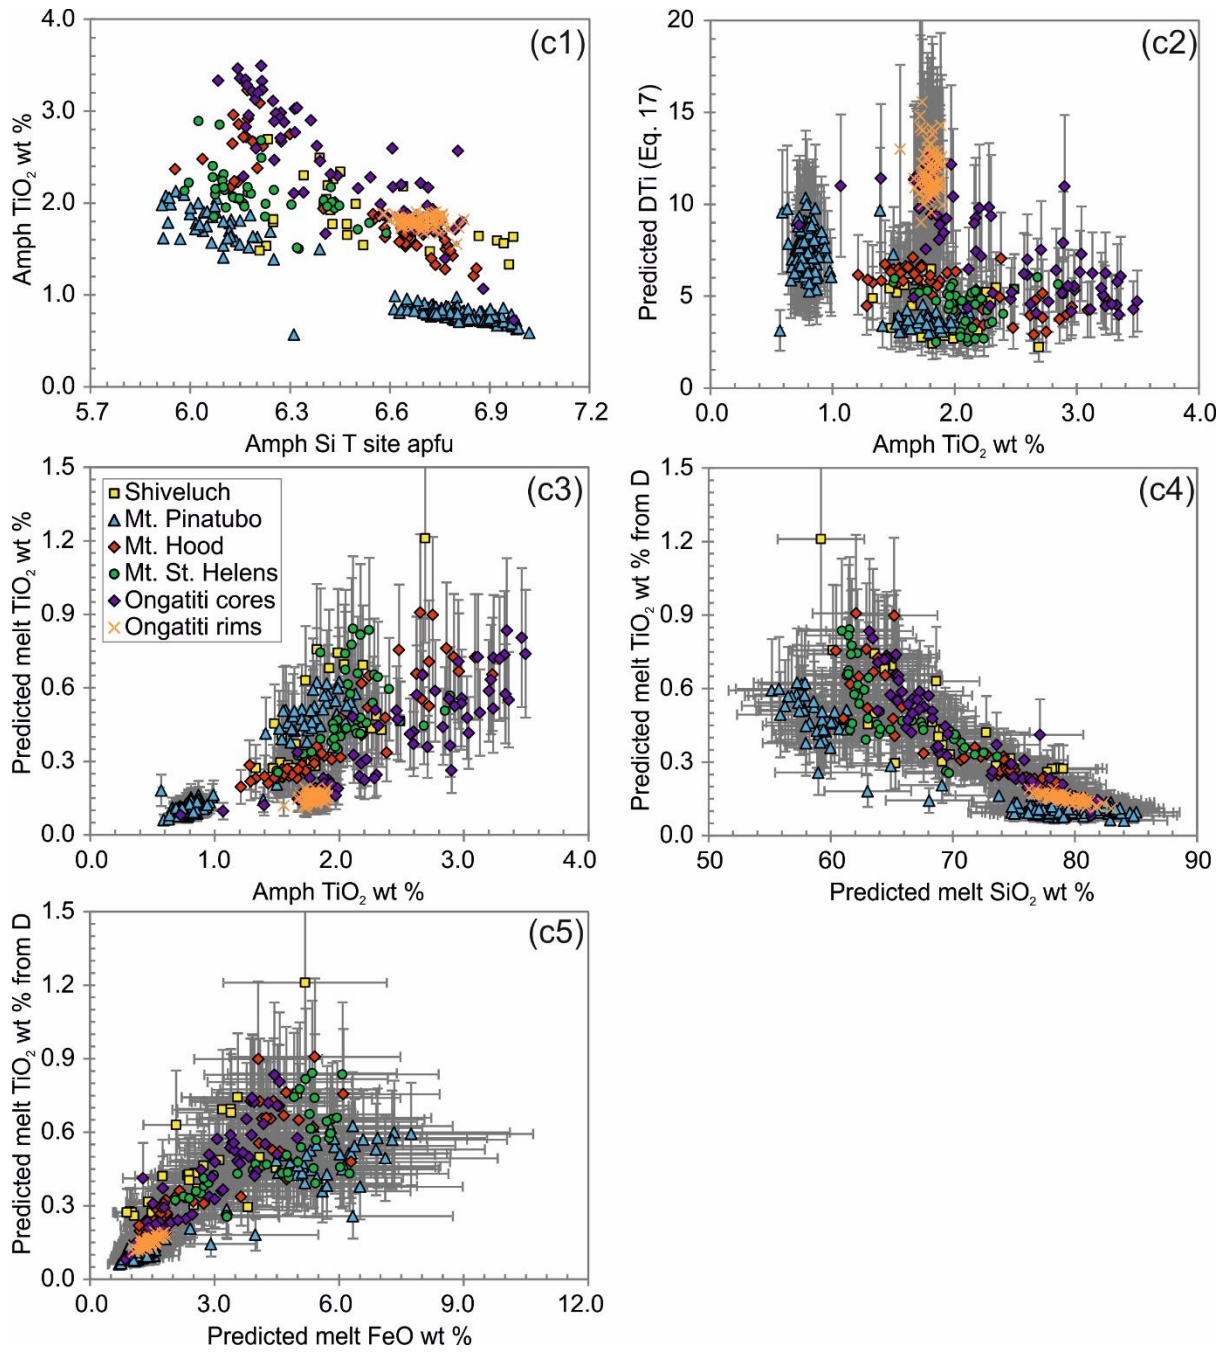 (c1)
Amph TiO₂ wt %
4.0
3.0
2.0
1.0
0.0
5.7 6.0 6.3 6.6 6.9 7.2
Amph Si T site apfu
(c2)
Predicted DTi (Eq. 17)
20
15
10
5
0
0.0 1.0 2.0 3.0 4.0
Amph TiO₂ wt %
(c3)
Predicted melt TiO₂ wt %
1.5
1.2
0.9
0.6
0.3
0.0
Shiveluch
Mt. Pinatubo
Mt. Hood
Mt. St. Helens
Ongatiti cores
Ongatiti rims
0.0 1.0 2.0 3.0 4.0
Amph TiO₂ wt %
(c4)
Predicted melt TiO₂ wt % from D
1.5
1.2
0.9
0.6
0.3
0.0
50 60 70 80 90
Predicted melt SiO₂ wt %
(c5)
Predicted melt TiO₂ wt % from D
1.5
1.2
0.9
0.6
0.3
0.0
0.0 3.0 6.0 9.0 12.0
Predicted melt FeO wt %